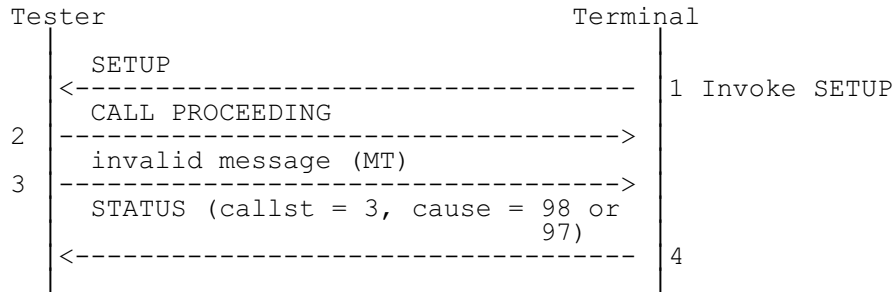 Tester Terminal
SETUP
<----------------------------------- 1 Invoke SETUP
CALL PROCEEDING
2 ----------------------------------->
invalid message (MT)
3 ----------------------------------->
STATUS (callst = 3, cause = 98 or
97)
<----------------------------------- 4